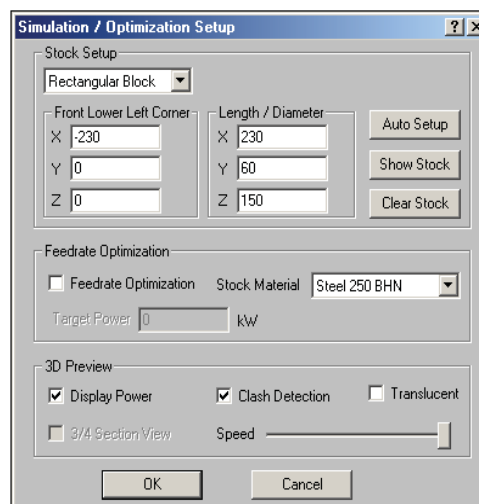 Simulation / Optimization Setup
Stock Setup
Rectangular Block
Front Lower Left Corner
X -230
Y 0
Z 0
Length / Diameter
X 230
Y 60
Z 150
Auto Setup
Show Stock
Clear Stock
Feedrate Optimization
Feedrate Optimization Stock Material Steel 250 BHN
Target Power 0 kW
3D Preview
Display Power Clash Detection Translucent
3/4 Section View Speed
OK Cancel